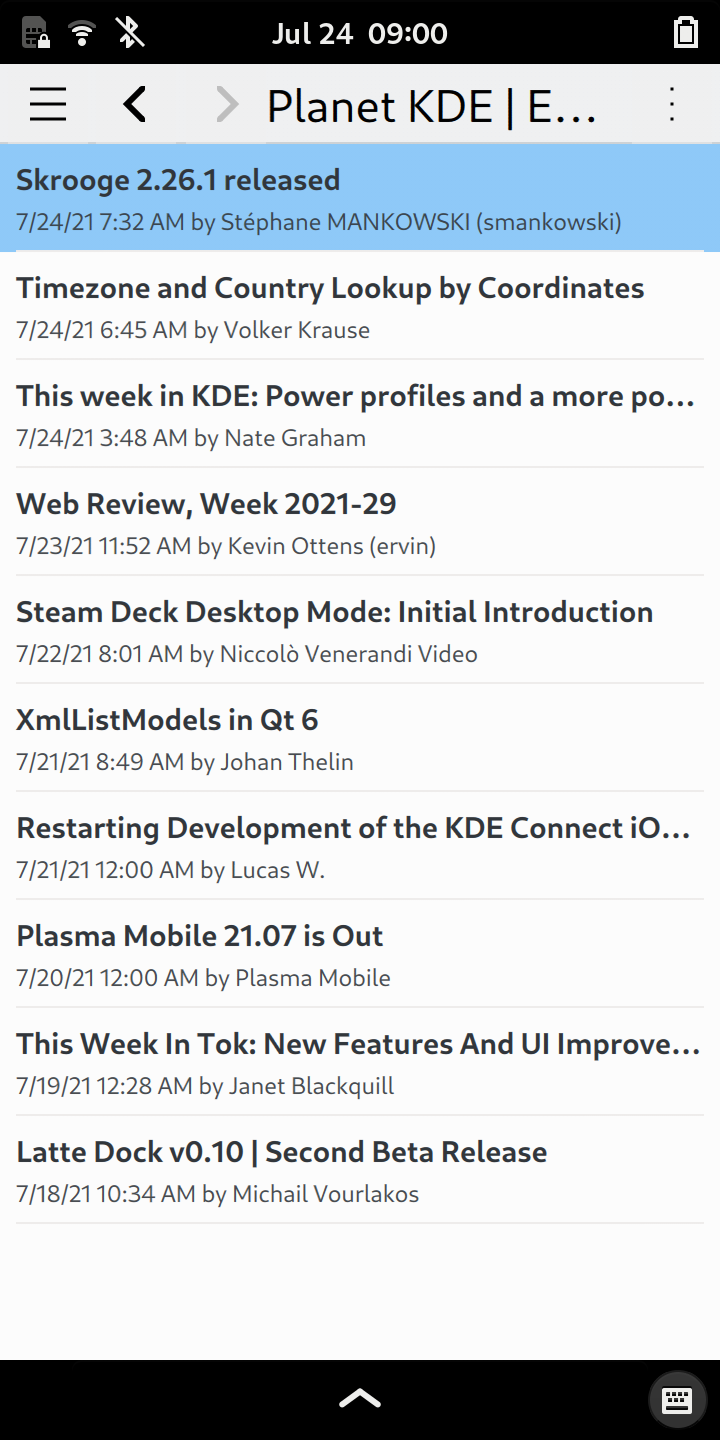 Jul 24 09:00
Planet KDE | E...
Skrooge 2.26.1 released
7/24/21 7:32 AM by Stéphane MANKOWSKI (smankowski)
Timezone and Country Lookup by Coordinates
7/24/21 6:45 AM by Volker Krause
This week in KDE: Power profiles and a more po...
7/24/21 3:48 AM by Nate Graham
Web Review, Week 2021-29
7/23/21 11:52 AM by Kevin Ottens (ervin)
Steam Deck Desktop Mode: Initial Introduction
7/22/21 8:01 AM by Niccolò Venerandi Video
XmlListModels in Qt 6
7/21/21 8:49 AM by Johan Thelin
Restarting Development of the KDE Connect iO...
7/21/21 12:00 AM by Lucas W.
Plasma Mobile 21.07 is Out
7/20/21 12:00 AM by Plasma Mobile
This Week In Tok: New Features And UI Improve...
7/19/21 12:28 AM by Janet Blackquill
Latte Dock v0.10 | Second Beta Release
7/18/21 10:34 AM by Michail Vourlakos